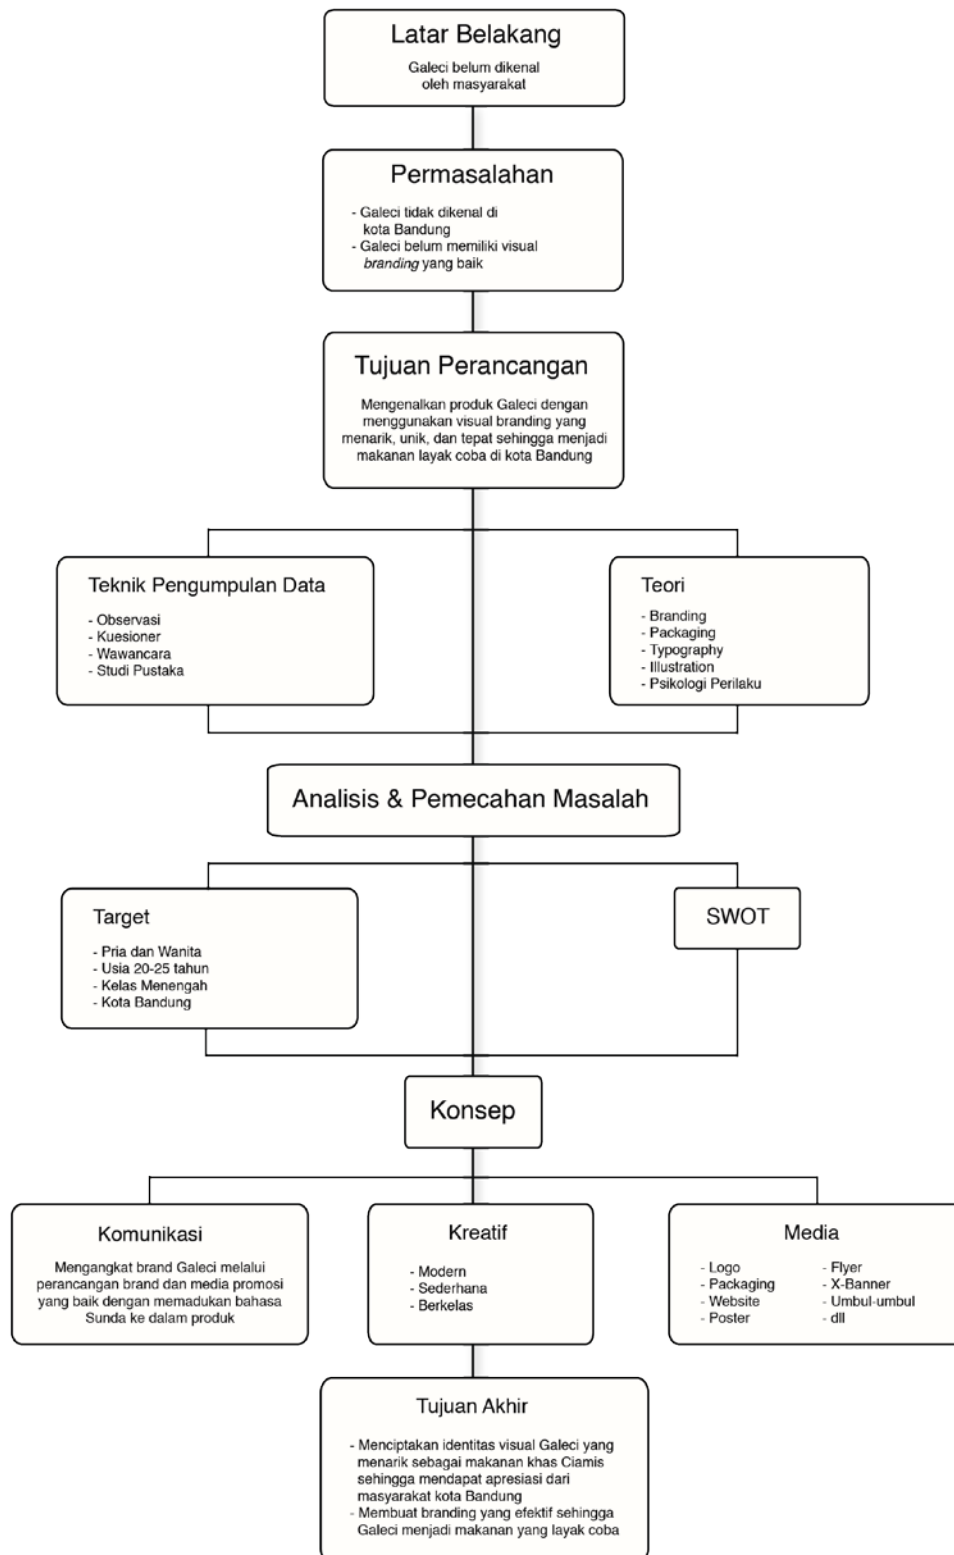 Latar Belakang
Galeci belum dikenal
oleh masyarakat
Permasalahan
- Galeci tidak dikenal di
kota Bandung
- Galeci belum memiliki visual
branding yang baik
Tujuan Perancangan
Mengenalkan produk Galeci dengan
menggunakan visual branding yang
menarik, unik, dan tepat sehingga menjadi
makanan layak coba di kota Bandung
Teknik Pengumpulan Data
- Observasi
- Kuesioner
- Wawancara
- Studi Pustaka
Teori
- Branding
- Packaging
- Typography
- Illustration
- Psikologi Perilaku
Analisis & Pemecahan Masalah
Target
- Pria dan Wanita
- Usia 20-25 tahun
- Kelas Menengah
- Kota Bandung
SWOT
Konsep
Komunikasi
Mengangkat brand Galeci melalui
perancangan brand dan media promosi
yang baik dengan memadukan bahasa
Sunda ke dalam produk
Kreatif
- Modern
- Sederhana
- Berkelas
Media
- Logo
- Packaging
- Website
- Poster
- Flyer
- X-Banner
- Umbul-umbul
- dll
Tujuan Akhir
- Menciptakan identitas visual Galeci yang
menarik sebagai makanan khas Ciamis
sehingga mendapat apresiasi dari
masyarakat kota Bandung
- Membuat branding yang efektif sehingga
Galeci menjadi makanan yang layak coba